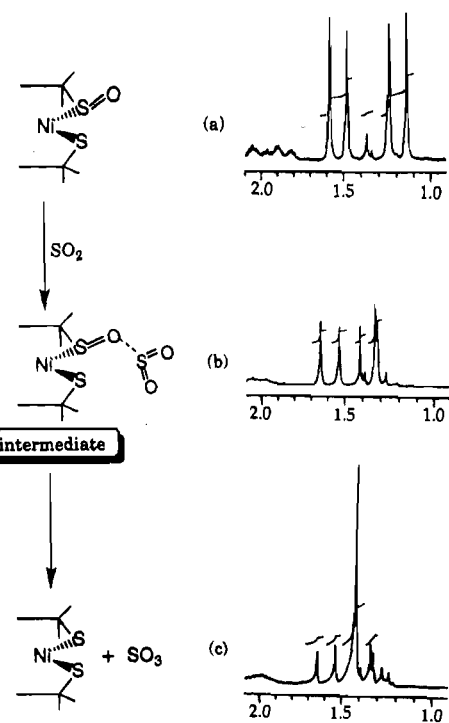 S=O
Ni
S
(a)
2.0 1.5 1.0
SO₂
S=O
S=O
O
Ni
S
(b)
2.0 1.5 1.0
intermediate
S
Ni
S
+ SO₃
(c)
2.0 1.5 1.0